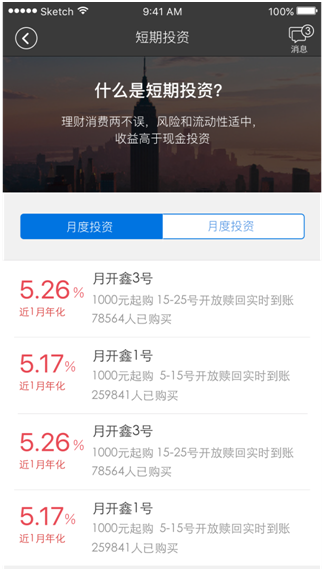 Sketch 9:41 AM 100%
短期投资
3
消息
什么是短期投资?
理财消费两不误，风险和流动性适中，
收益高于现金投资
月度投资 月度投资
月开鑫3号
5.26%
1000元起购 15-25号开放赎回实时到账
近1月年化
78564人已购买
月开鑫1号
5.17%
1000元起购 5-15号开放赎回实时到账
近1月年化
259841人已购买
月开鑫3号
5.26%
1000元起购 15-25号开放赎回实时到账
近1月年化
78564人已购买
月开鑫1号
5.17%
1000元起购 5-15号开放赎回实时到账
近1月年化
259841人已购买